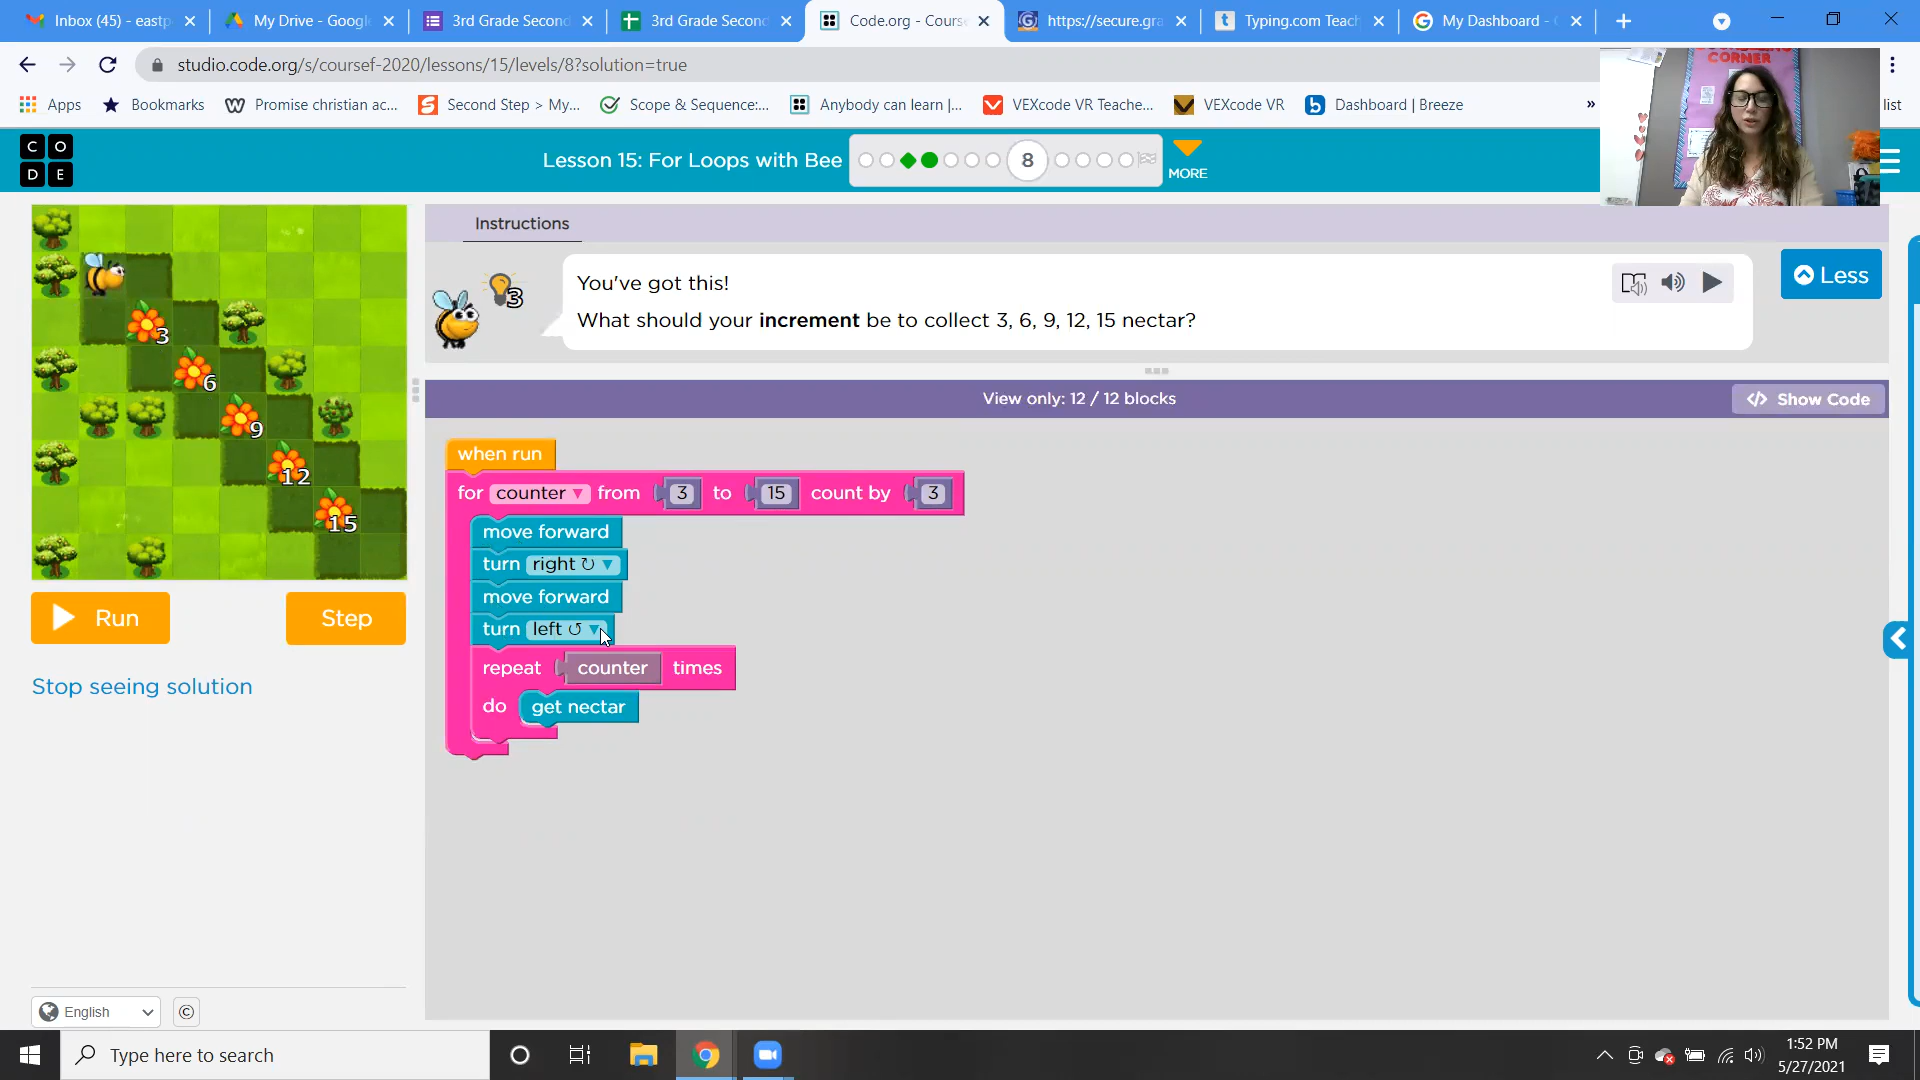 Inbox (45) - eastp
My Drive - Google
3rd Grade Second
3rd Grade Second
Code.org - Course
https://secure.gra
Typing.com Teach
My Dashboard -
studio.code.org/s/coursef-2020/lessons/15/levels/8?solution=true
Apps
Bookmarks
Promise christian ac...
Second Step > My...
Scope & Sequence:...
Anybody can learn |...
VEXcode VR Teache...
VEXcode VR
Dashboard | Breeze
»
list
CORNER
C O
D E
Lesson 15: For Loops with Bee
8
MORE
Instructions
3
You've got this!
What should your increment be to collect 3, 6, 9, 12, 15 nectar?
Less
3
6
9
12
15
View only: 12 / 12 blocks
</> Show Code
when run
for counter from 3 to 15 count by 3
move forward
turn right ↻
move forward
turn left ↺
repeat counter times
do get nectar
Run
Step
Stop seeing solution
English
©
Type here to search
1:52 PM
5/27/2021